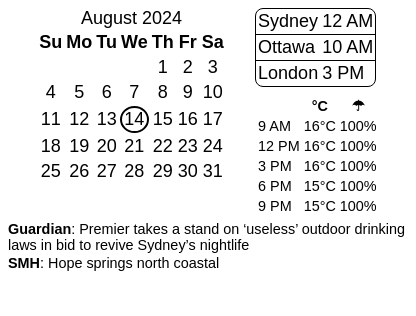 August 2024
Su Mo Tu We Th Fr Sa
1 2 3
4 5 6 7 8 9 10
11 12 13 14 15 16 17
18 19 20 21 22 23 24
25 26 27 28 29 30 31
Sydney 12 AM
Ottawa 10 AM
London 3 PM
°C ☂
9 AM 16°C 100%
12 PM 16°C 100%
3 PM 16°C 100%
6 PM 15°C 100%
9 PM 15°C 100%
Guardian: Premier takes a stand on ‘useless’ outdoor drinking
laws in bid to revive Sydney’s nightlife
SMH: Hope springs north coastal